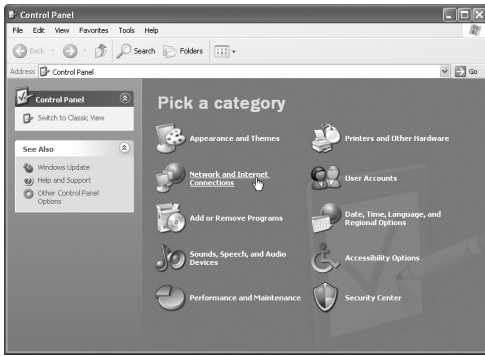 Control Panel
File Edit View Favorites Tools Help
Back Search Folders
Address Control Panel Go
Control Panel
Switch to Classic View
See Also
Windows Update
Help and Support
Other Control Panel
Options
Pick a category
Appearance and Themes
Printers and Other Hardware
Network and Internet
Connections
User Accounts
Add or Remove Programs
Date, Time, Language, and
Regional Options
Sounds, Speech, and Audio
Devices
Accessibility Options
Performance and Maintenance
Security Center